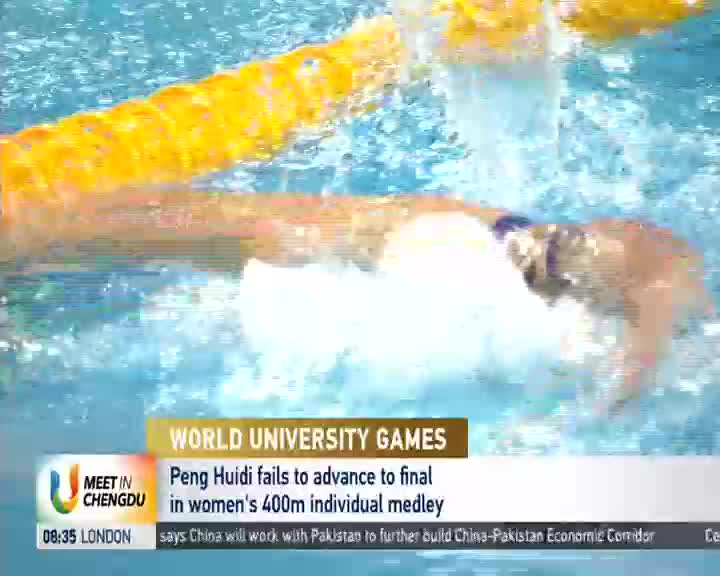 WORLD UNIVERSITY GAMES
MEET IN
CHENGDU
Peng Huidi fails to advance to final
in women's 400m individual medley
08:35 LONDON
says China will work with Pakistan to further build China-Pakistan Economic Corridor